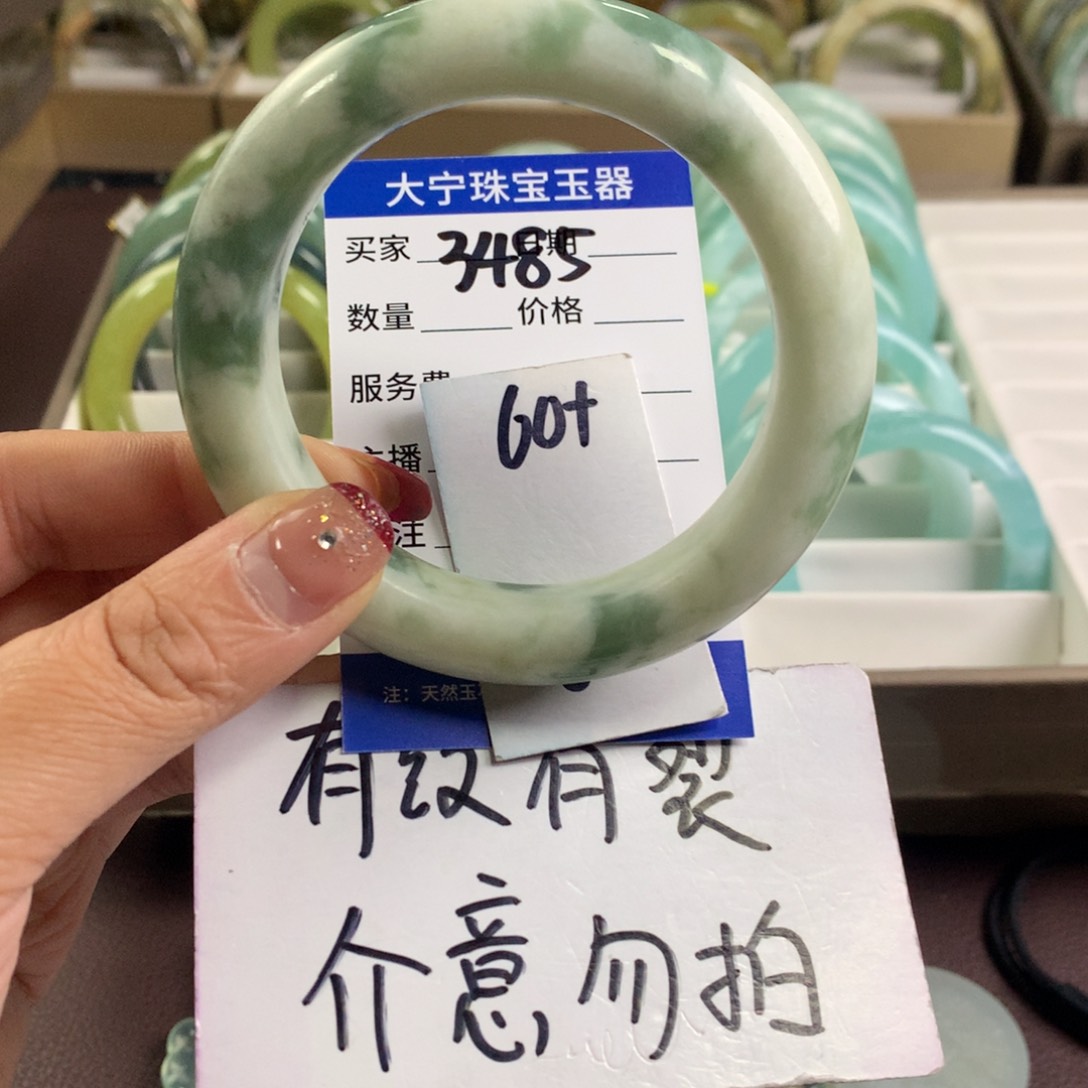 大宁珠宝玉器
买家 3485 日期
数量 价格
服务费
60+
主播
注
注：天然玉
有纹有裂
介意勿拍